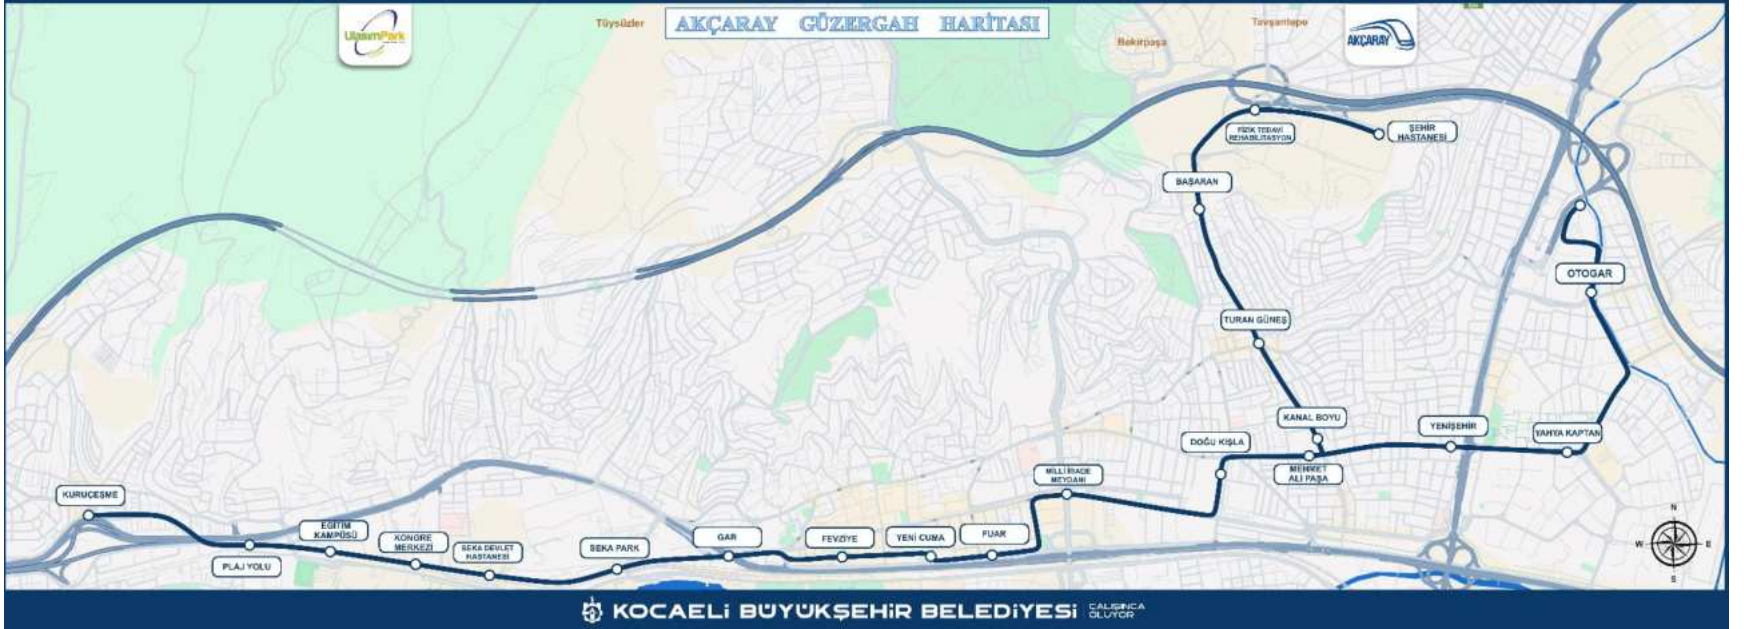 Tüysüzler
AKÇARAY GÜZERGAH HARİTASI
Tavşantepe
UlaşımPark
AKÇARAY
Bekirpaşa
FİZİK TEDAVİ
REHABİLİTASYON
ŞEHİR
HASTANESİ
BAŞARAN
OTOGAR
TURAN GÜNEŞ
KANAL BOYU
YENİŞEHİR
YAHYA KAPTAN
DOĞU KIŞLA
MEHMET
ALİ PAŞA
MİLLİ İRADE
MEYDANI
KURUÇEŞME
PLAJ YOLU
EĞİTİM
KAMPÜSÜ
KONGRE
MERKEZİ
SEKA DEVLET
HASTANESİ
SEKA PARK
GAR
FEVZİYE
YENİ CUMA
FUAR
N
W
E
S
KOCAELİ BÜYÜKŞEHİR BELEDİYESİ
ÇALIŞINCA
OLUYOR